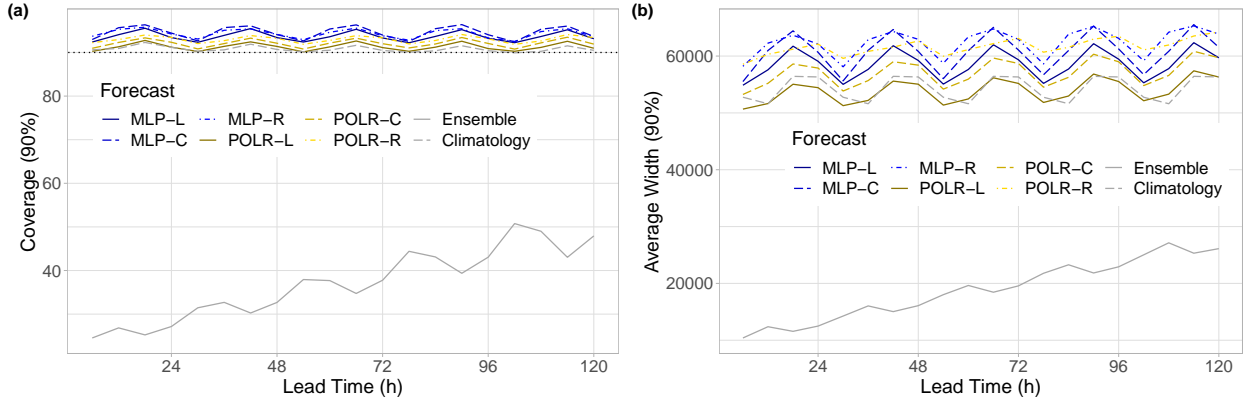 (a)
Coverage (90%)
80
60
40
Forecast
MLP−L MLP−R POLR−C Ensemble
MLP−C POLR−L POLR−R Climatology
24 48 72 96 120
Lead Time (h)
(b)
Average Width (90%)
60000
40000
20000
Forecast
MLP−L MLP−R POLR−C Ensemble
MLP−C POLR−L POLR−R Climatology
24 48 72 96 120
Lead Time (h)